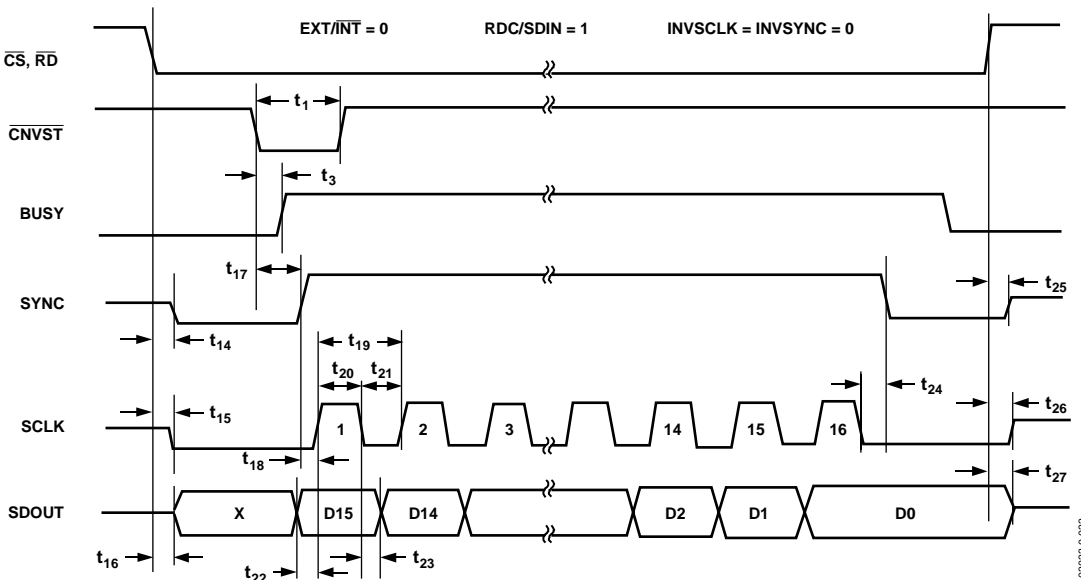 EXT/INT = 0 RDC/SDIN = 1 INVSCLK = INVSYNC = 0
CS, RD
t1
CNVST
t3
BUSY
t17
SYNC
t25
t14
t19
t20 t21
t24
t15
t26
SCLK
1 2 3 14 15 16
t18
t27
SDOUT
X D15 D14 D2 D1 D0
t16
t22
t23